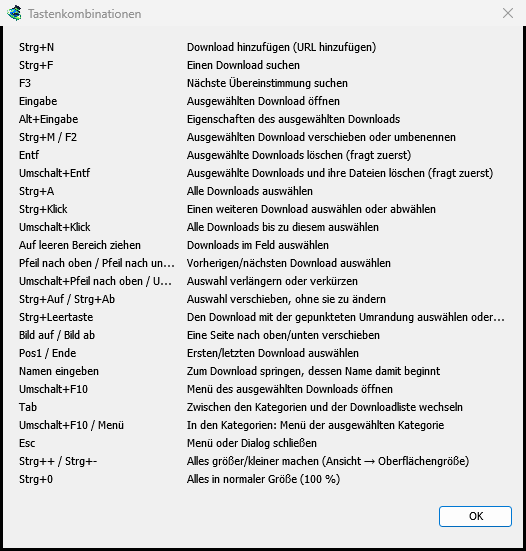 Tastenkombinationen
Strg+N Download hinzufügen (URL hinzufügen)
Strg+F Einen Download suchen
F3 Nächste Übereinstimmung suchen
Eingabe Ausgewählten Download öffnen
Alt+Eingabe Eigenschaften des ausgewählten Downloads
Strg+M / F2 Ausgewählten Download verschieben oder umbenennen
Entf Ausgewählte Downloads löschen (fragt zuerst)
Umschalt+Entf Ausgewählte Downloads und ihre Dateien löschen (fragt zuerst)
Strg+A Alle Downloads auswählen
Strg+Klick Einen weiteren Download auswählen oder abwählen
Umschalt+Klick Alle Downloads bis zu diesem auswählen
Auf leeren Bereich ziehen Downloads im Feld auswählen
Pfeil nach oben / Pfeil nach un... Vorherigen/nächsten Download auswählen
Umschalt+Pfeil nach oben / U... Auswahl verlängern oder verkürzen
Strg+Auf / Strg+Ab Auswahl verschieben, ohne sie zu ändern
Strg+Leertaste Den Download mit der gepunkteten Umrandung auswählen oder...
Bild auf / Bild ab Eine Seite nach oben/unten verschieben
Pos1 / Ende Ersten/letzten Download auswählen
Namen eingeben Zum Download springen, dessen Name damit beginnt
Umschalt+F10 Menü des ausgewählten Downloads öffnen
Tab Zwischen den Kategorien und der Downloadliste wechseln
Umschalt+F10 / Menü In den Kategorien: Menü der ausgewählten Kategorie
Esc Menü oder Dialog schließen
Strg++ / Strg+- Alles größer/kleiner machen (Ansicht → Oberflächengröße)
Strg+0 Alles in normaler Größe (100 %)
OK